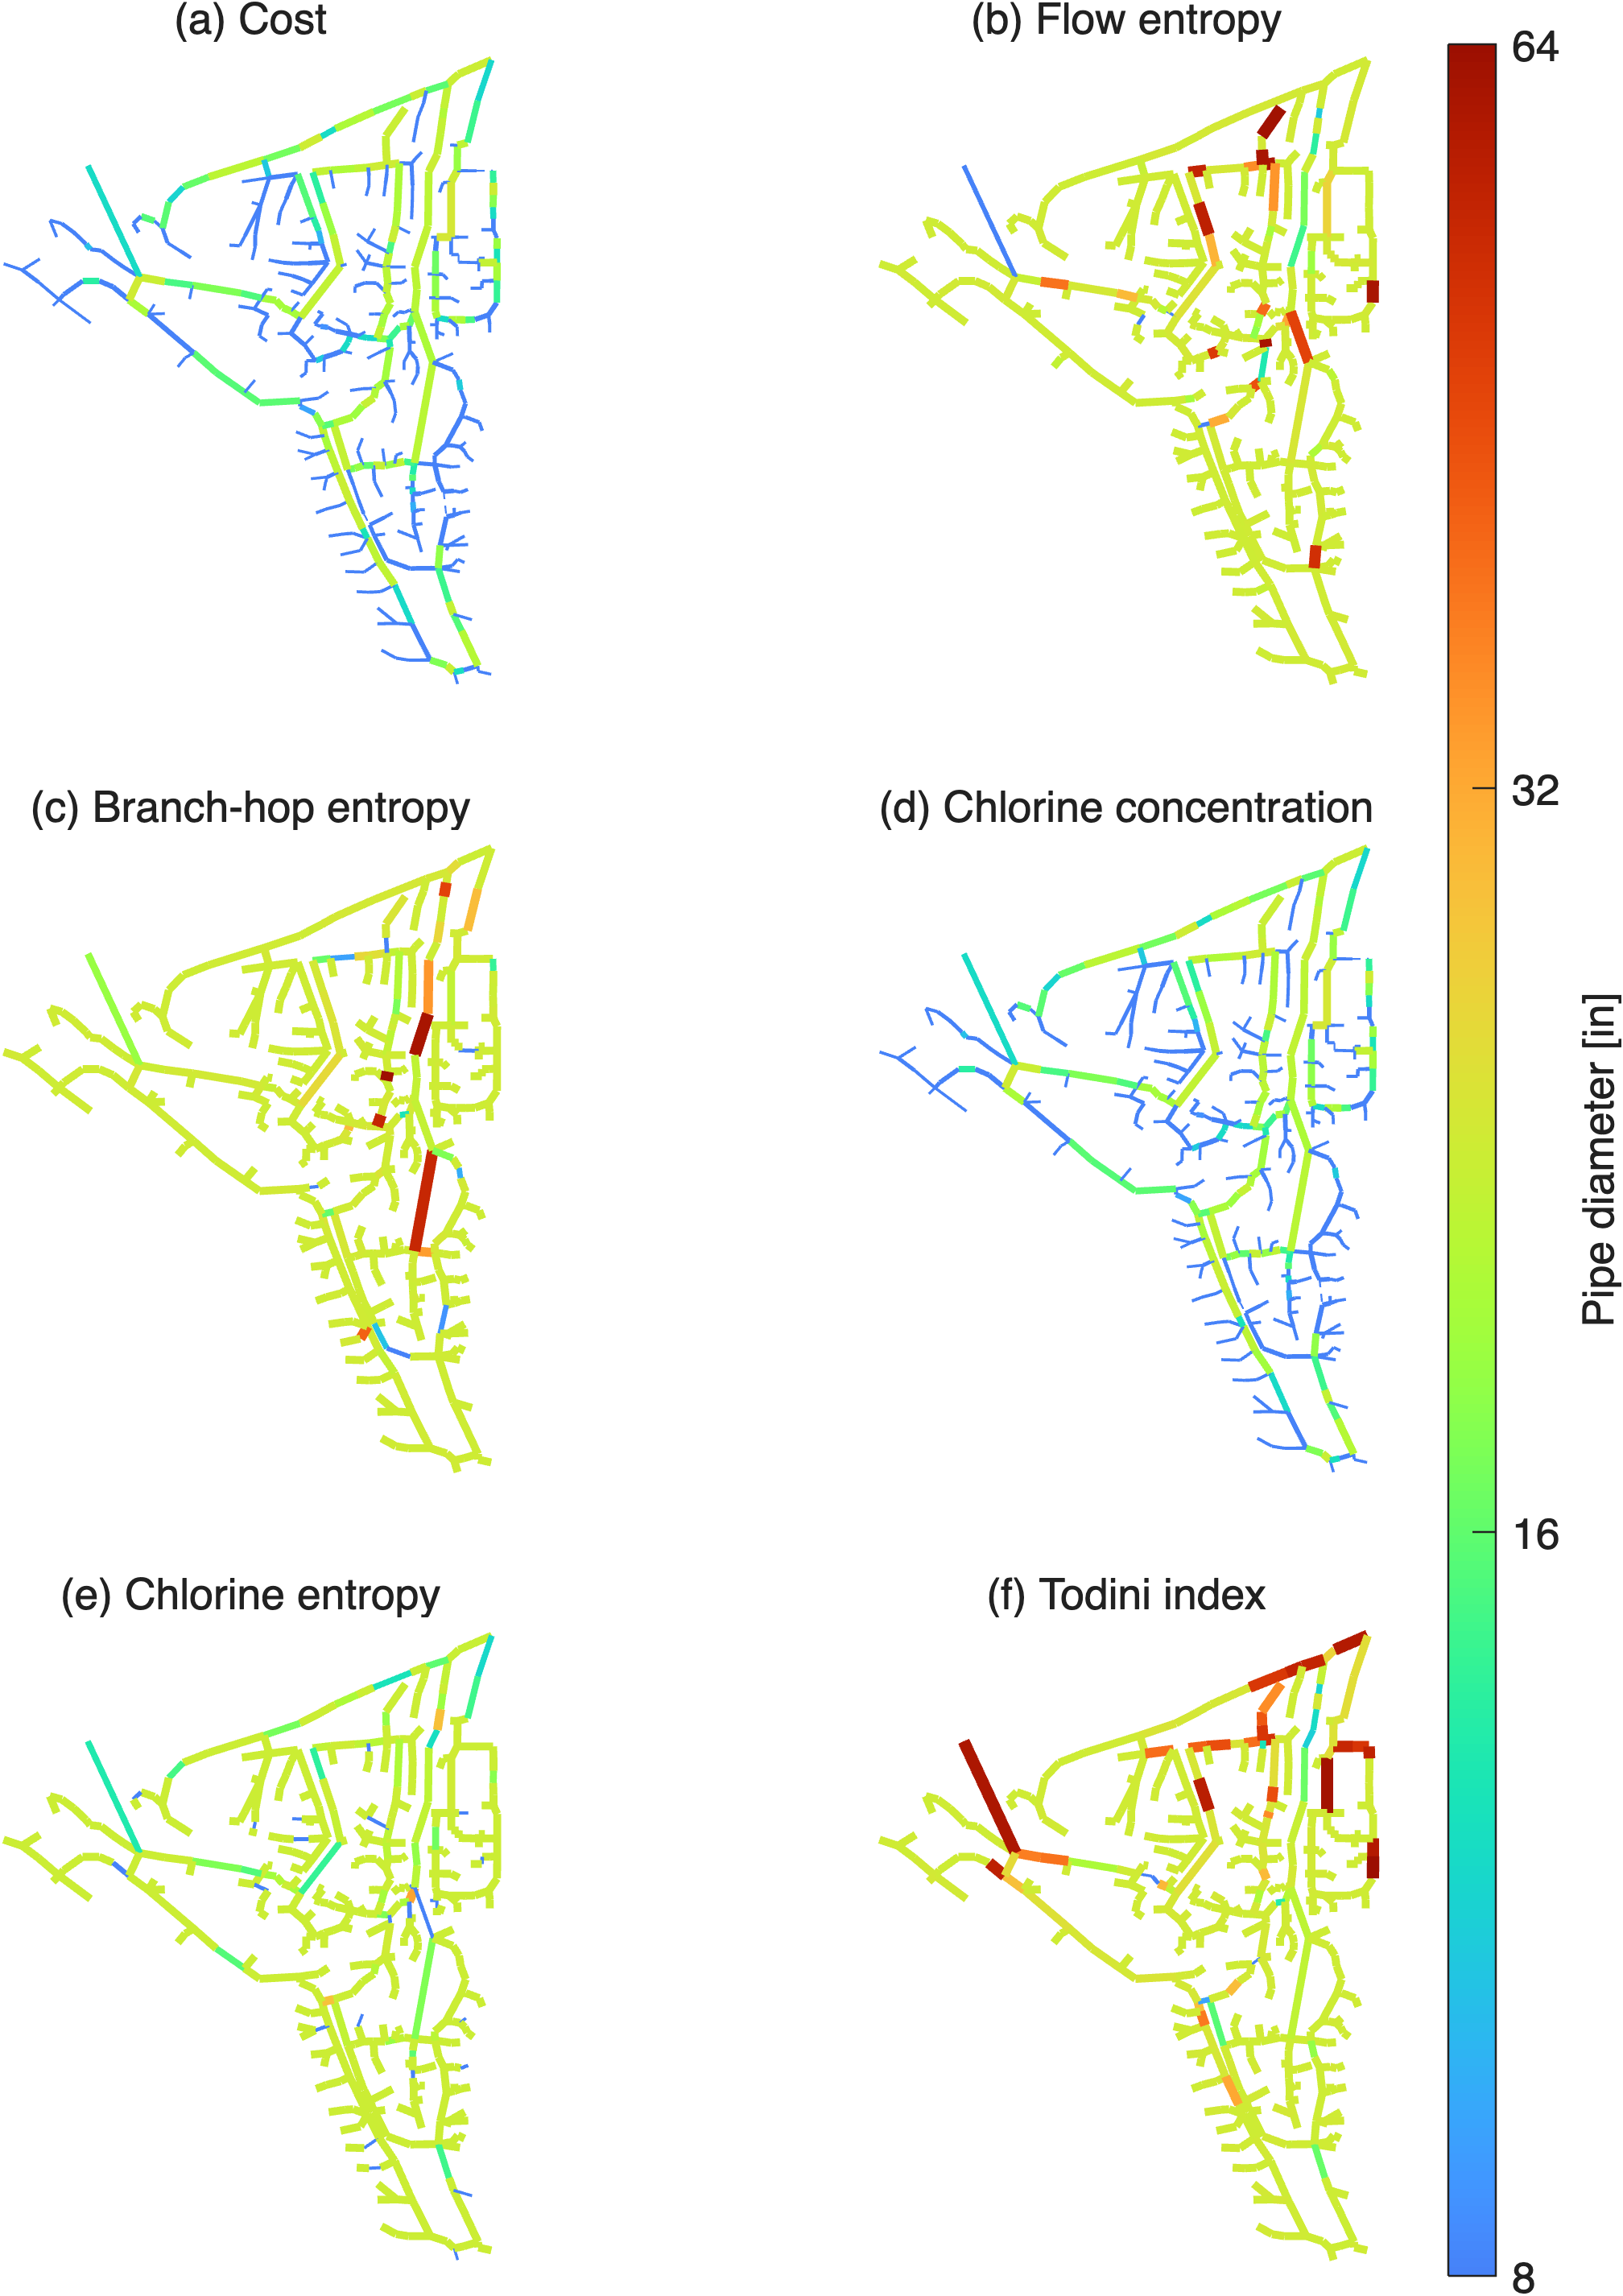 (a) Cost
(b) Flow entropy
64
32
(c) Branch-hop entropy
(d) Chlorine concentration
Pipe diameter [in]
16
(e) Chlorine entropy
(f) Todini index
8